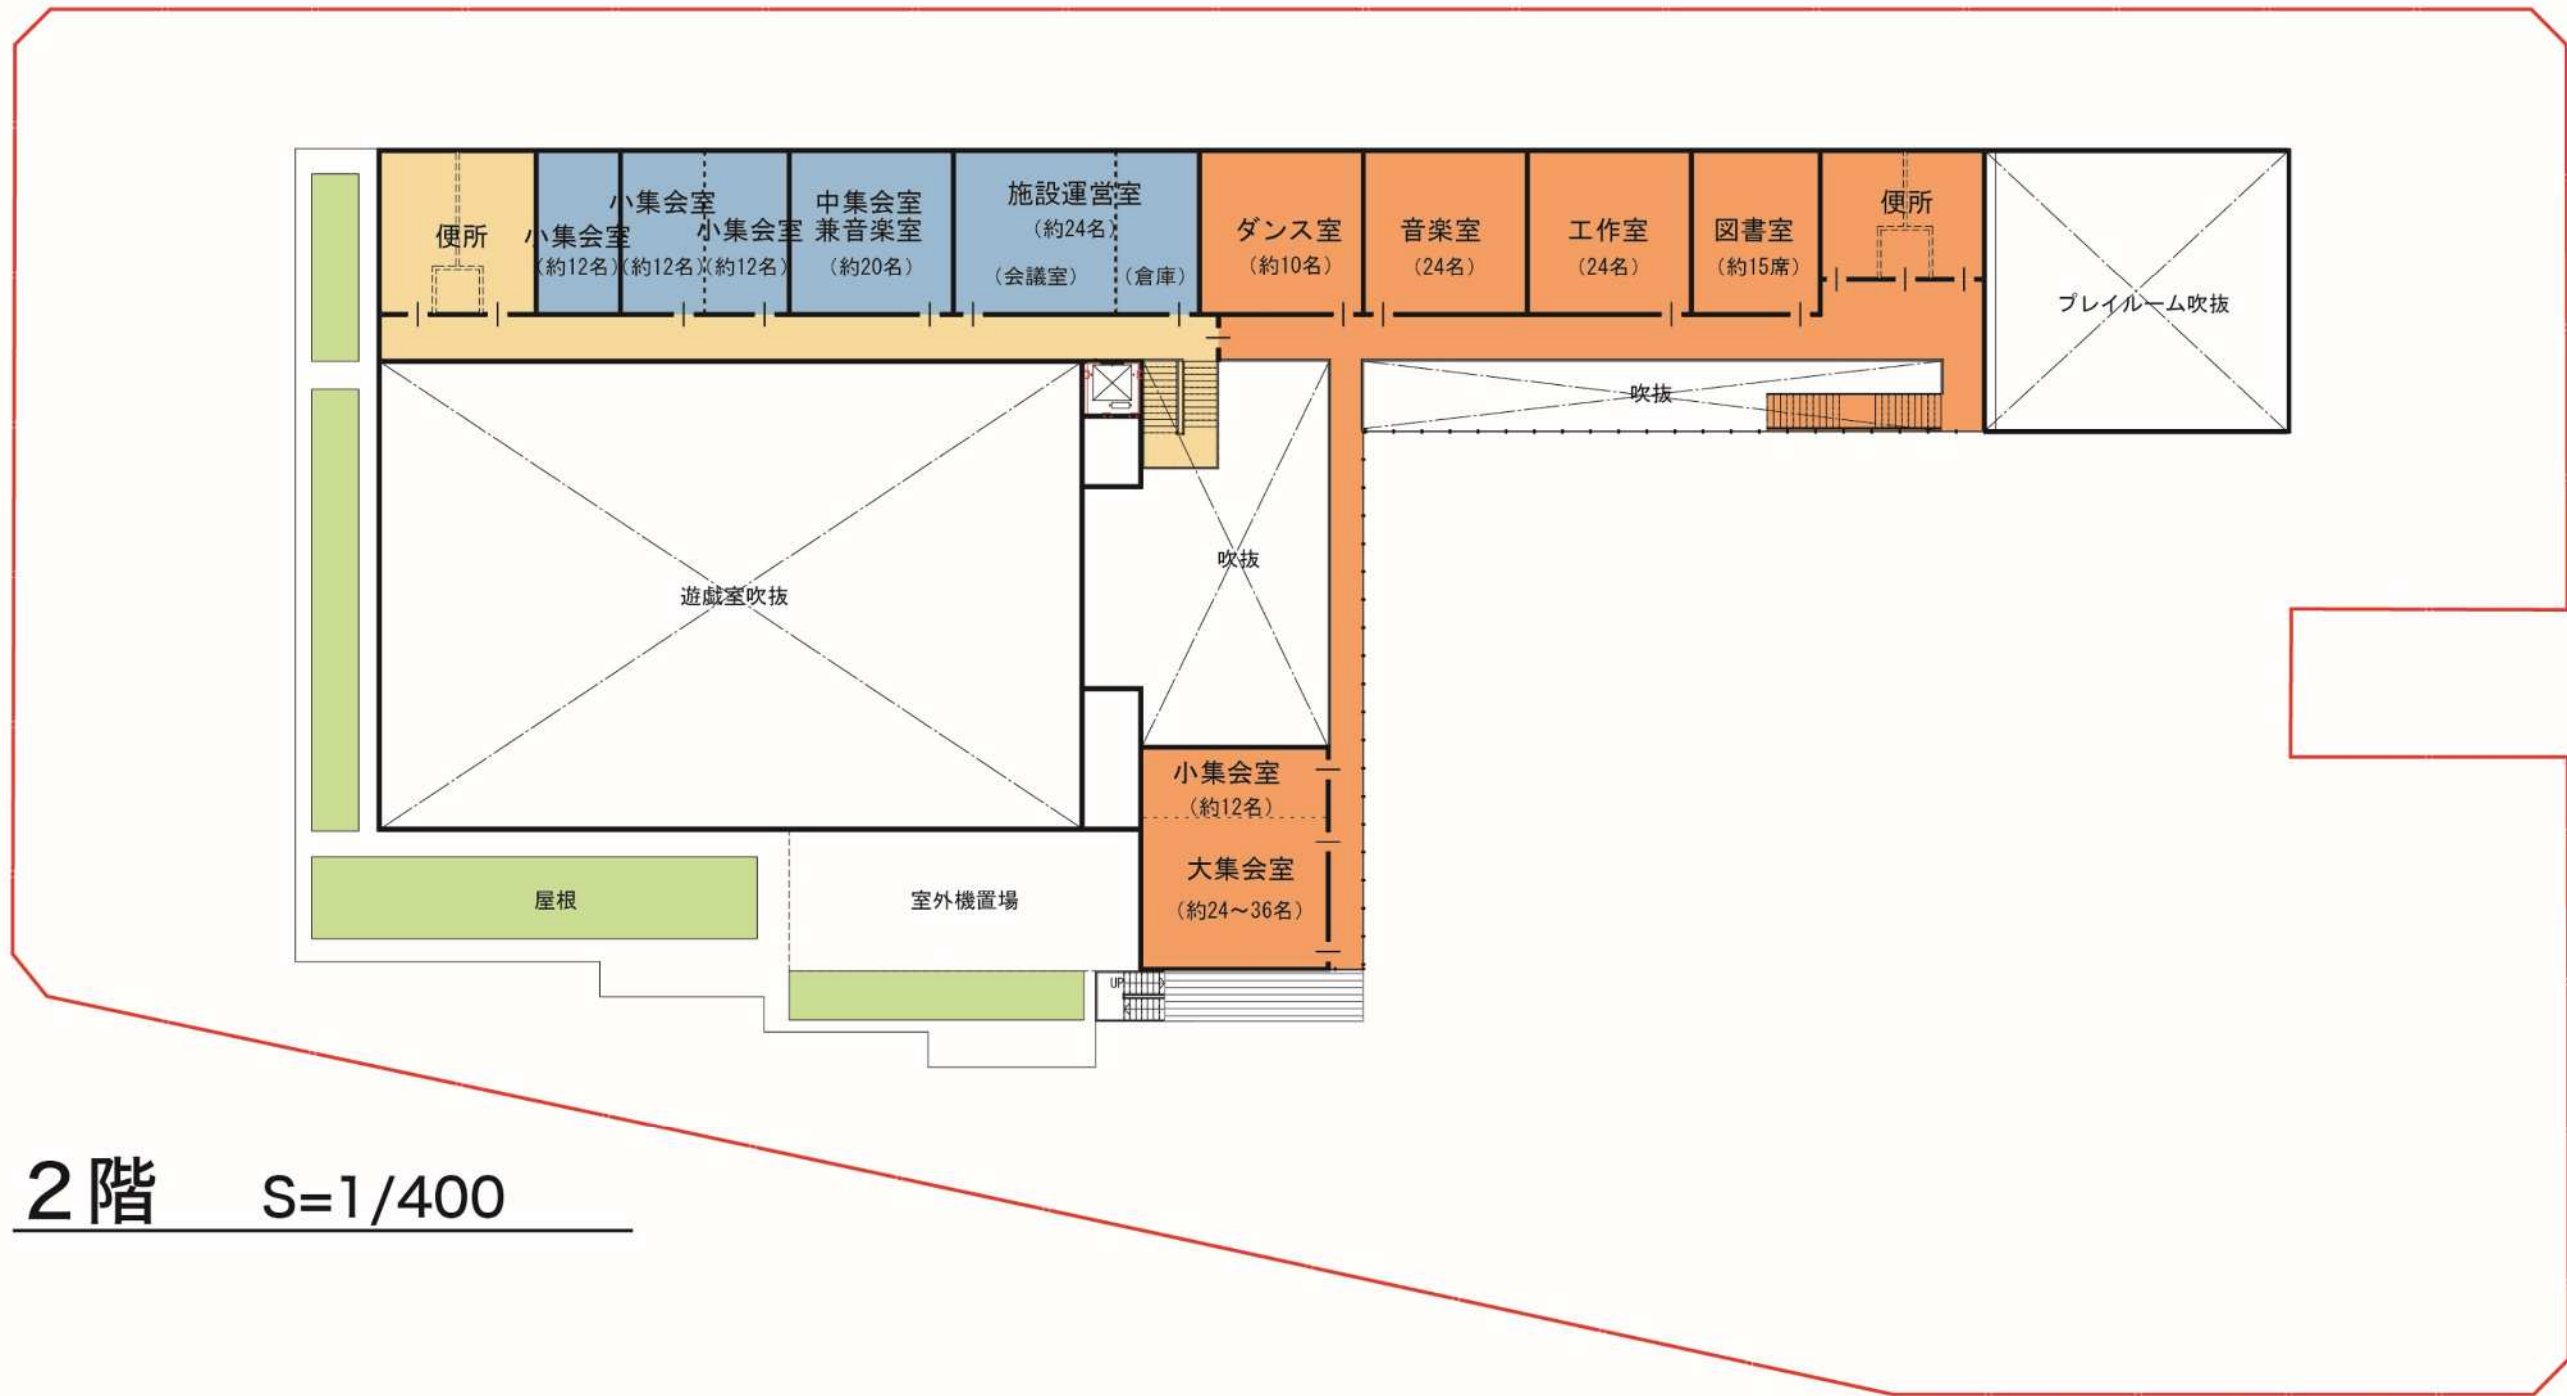 便所
小集会室
(約12名)
小集会室
(約12名)
小集会室
(約12名)
中集会室
兼音楽室
(約20名)
施設運営室
(約24名)
(会議室)
(倉庫)
ダンス室
(約10名)
音楽室
(24名)
工作室
(24名)
図書室
(約15席)
便所
プレイルーム吹抜
吹抜
吹抜
遊戯室吹抜
小集会室
(約12名)
大集会室
(約24～36名)
屋根
室外機置場
UP
２階 S=1/400